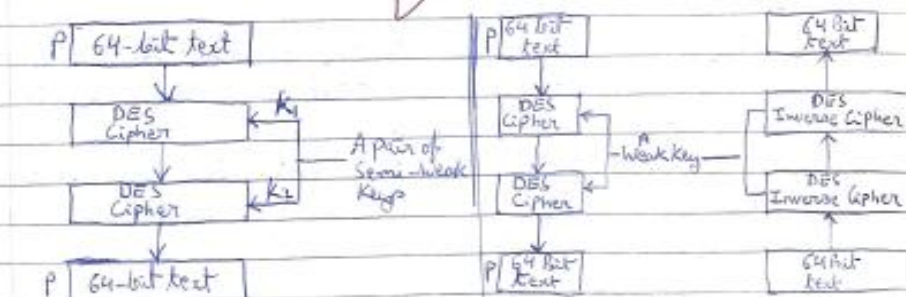 P 64-bit text
DES
Cipher
K1
DES
Cipher
K2
A pair of
Semi-weak
Keys
P 64-bit text
P 64 bit
text
DES
Cipher
DES
Cipher
A
Weak Key
P 64 Bit
text
64 Bit
text
DES
Inverse Cipher
DES
Inverse Cipher
64 Bit
text